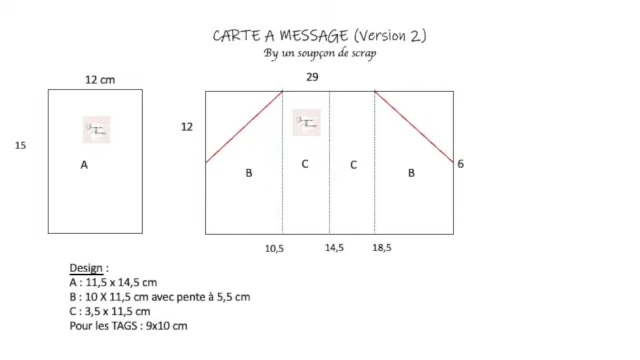 CARTE A MESSAGE (Version 2)
By un soupçon de scrap
12 cm
29
12
15
A
B
C
C
B
6
10,5
14,5
18,5
Design :
A : 11,5 x 14,5 cm
B : 10 X 11,5 cm avec pente à 5,5 cm
C : 3,5 x 11,5 cm
Pour les TAGS : 9x10 cm